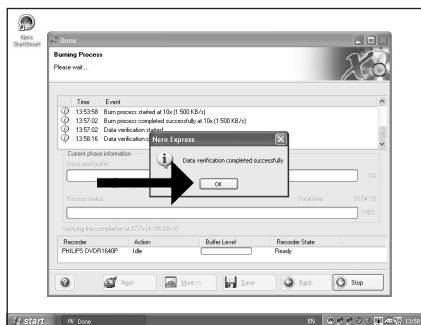 Nero
StartSmart
Done
Burning Process
Please wait...
Time Event
13:53:58 Burn process started at 10x (1.500 KB/s)
13:57:02 Burn process completed successfully at 10x (1.500 KB/s)
13:57:02 Data verification started
13:58:16 Data verification c
Nero Express
Data verification completed successfully
OK
Current phase information
Used read buffer
0%
Process status:
Total time:
00:04:19
100%
Verifying the compilation at 27,7x (4.160 KB/s)
Recorder Action Buffer Level Recorder State
PHILIPS DVDR1640P Idle Ready
Nero More >> Save Back Stop
start Done EN 13:58